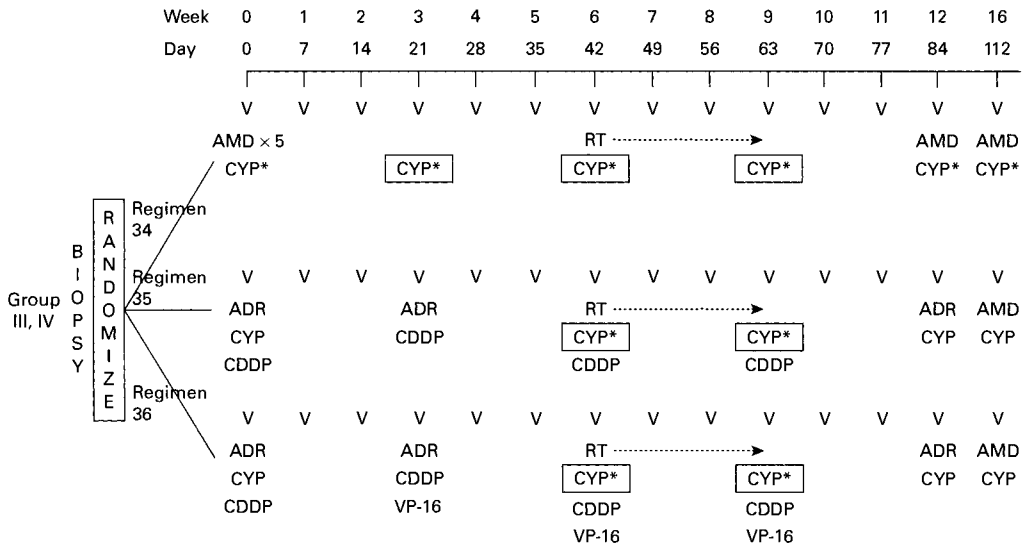 Week 0 1 2 3 4 5 6 7 8 9 10 11 12 16
Day 0 7 14 21 28 35 42 49 56 63 70 77 84 112
V V V V V V V V V V V V V V
AMD × 5 RT AMD AMD
CYP* CYP* CYP* CYP* CYP* CYP*
Group
III, IV
BIOPSY
RANDOMIZE
Regimen
34
Regimen
35
Regimen
36
V V V V V V V V V V V V V V
ADR ADR RT ADR AMD
CYP CDDP CYP* CYP* CYP CYP
CDDP CDDP CDDP
V V V V V V V V V V V V V V
ADR ADR RT ADR AMD
CYP CDDP CYP* CYP* CYP CYP
CDDP VP-16 CDDP CDDP
VP-16 VP-16